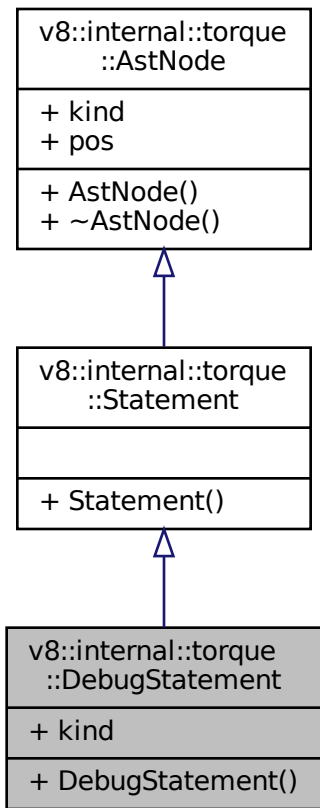 v8::internal::torque
::AstNode
+ kind
+ pos
+ AstNode()
+ ~AstNode()
v8::internal::torque
::Statement
+ Statement()
v8::internal::torque
::DebugStatement
+ kind
+ DebugStatement()